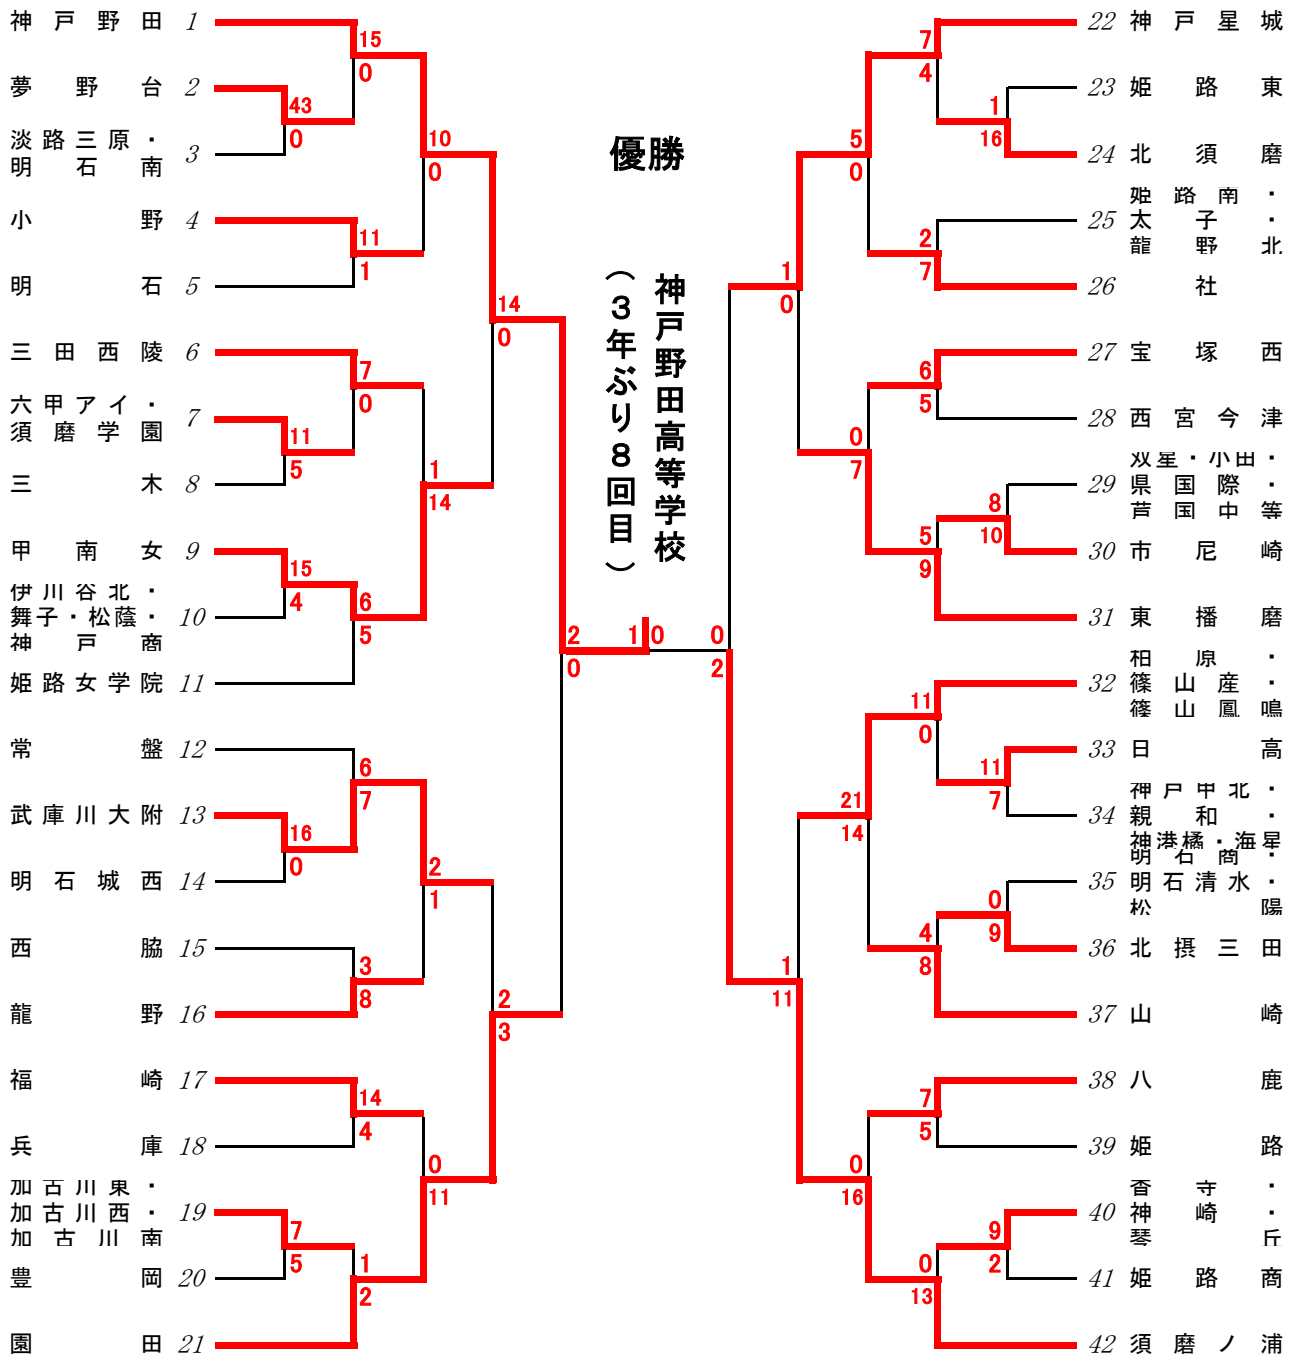 神戸野田 1
夢野台 2
淡路三原・
明石南 3
小野 4
明石 5
三田西陵 6
六甲アイ・
須磨学園 7
三木 8
甲南女 9
伊川谷北・
舞子・松蔭・ 10
神戸商
姫路女学院 11
常盤 12
武庫川大附 13
明石城西 14
西脇 15
龍野 16
福崎 17
兵庫 18
加古川東・
加古川西・ 19
加古川南
豊岡 20
園田 21
15
0
43
0
10
0
11
1
14
0
7
0
11
5
1
14
15
4
6
5
2
0
6
7
16
0
2
1
3
8
2
3
14
4
0
11
7
5
1
2
優勝
神戸野田高等学校
（３年ぶり８回目）
1
0
0
2
7
4
1
16
5
0
2
7
1
0
6
5
0
7
8
10
5
9
11
0
11
7
21
14
0
9
4
8
1
11
7
5
0
16
9
2
0
13
22 神戸星城
23 姫路東
24 北須磨
姫路南・
25 太子・
龍野北
26 社
27 宝塚西
28 西宮今津
双星・小田・
29 県国際・
芦国中等
30 市尼崎
31 東播磨
柏原・
32 篠山産・
篠山鳳鳴
33 日高
神戸甲北・
34 親和・
神港橘・海星
明石商・
35 明石清水・
松陽
36 北摂三田
37 山崎
38 八鹿
39 姫路
香寺・
40 神崎・
琴丘
41 姫路商
42 須磨ノ浦